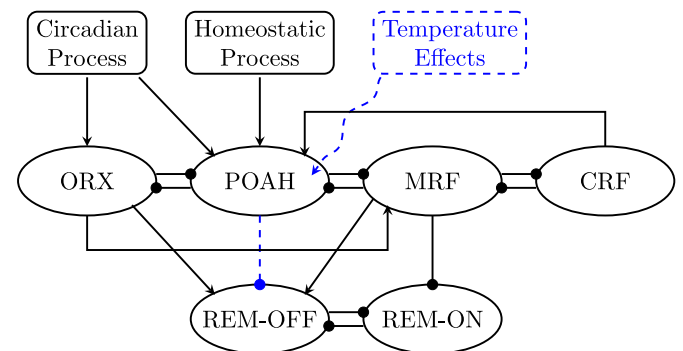 Circadian
Process
Homeostatic
Process
Temperature
Effects
ORX
POAH
MRF
CRF
REM-OFF
REM-ON